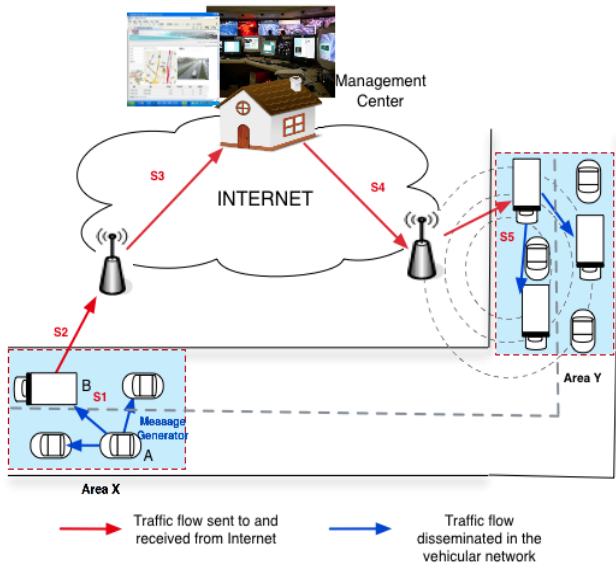 Management
Center
S3
S4
INTERNET
S5
S2
Area Y
B
S1
Message
Generator
A
Area X
Traffic flow sent to and
received from Internet
Traffic flow
disseminated in the
vehicular network